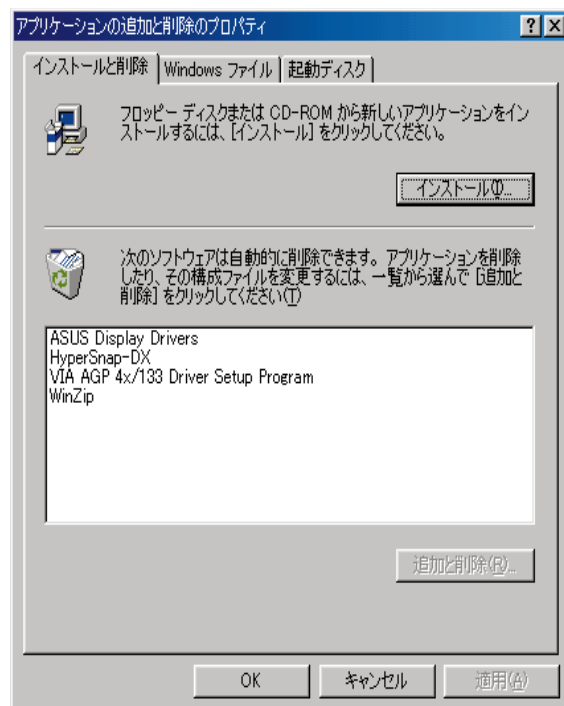 アプリケーションの追加と削除のプロパティ
インストールと削除 Windows ファイル 起動ディスク
フロッピー ディスクまたは CD-ROM から新しいアプリケーションをイン
ストールするには、[インストール] をクリックしてください。
インストール(I)...
次のソフトウェアは自動的に削除できます。アプリケーションを削除
したり、その構成ファイルを変更するには、一覧から選んで [追加と
削除] をクリックしてください(T)
ASUS Display Drivers
HyperSnap-DX
VIA AGP 4x/133 Driver Setup Program
WinZip
追加と削除(R)...
OK キャンセル 適用(A)